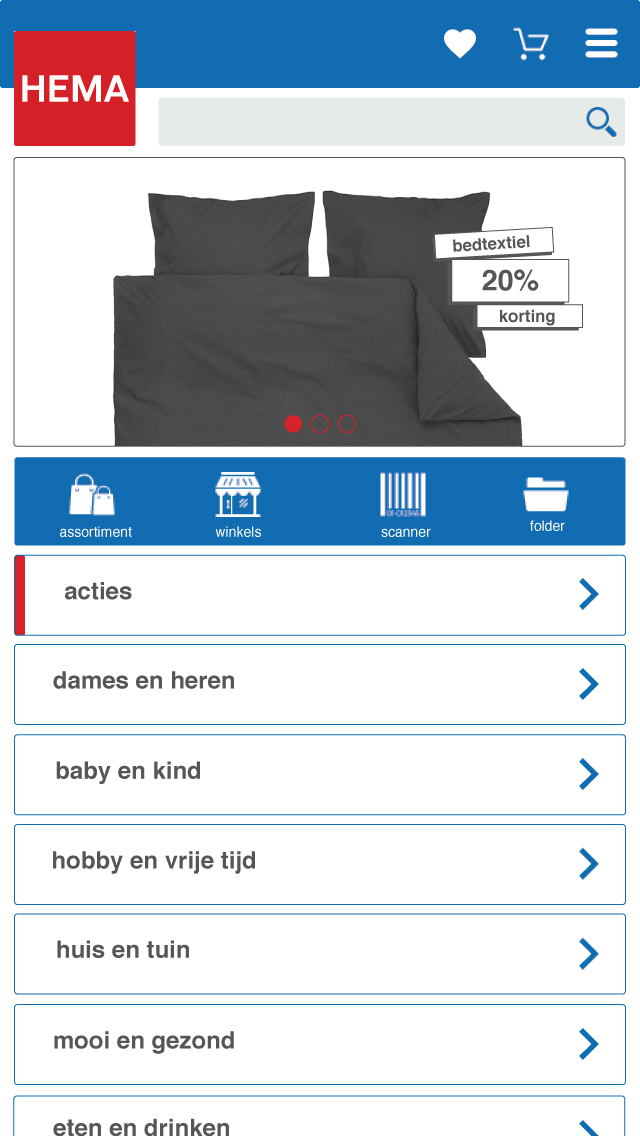 HEMA
bedtextiel
20%
korting
assortiment
winkels
scanner
folder
acties
dames en heren
baby en kind
hobby en vrije tijd
huis en tuin
mooi en gezond
eten en drinken